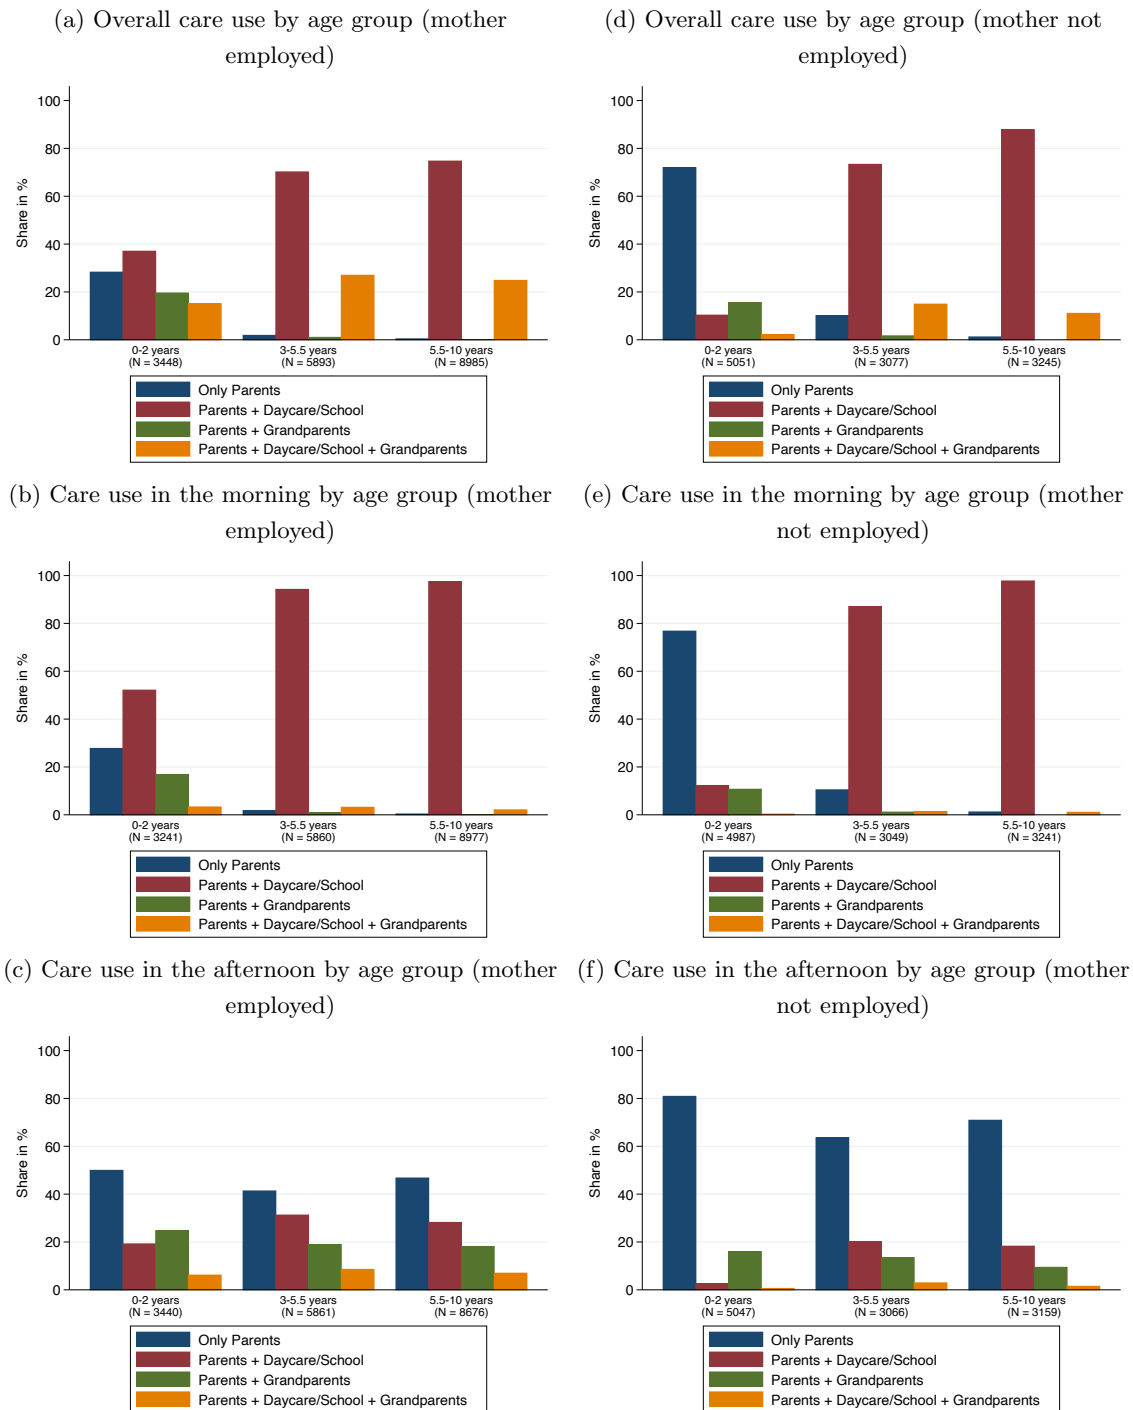 (a) Overall care use by age group (mother
employed)
100
80
60
40
20
0
Share in %
0-2 years
(N = 3448)
3-5.5 years
(N = 5893)
5.5-10 years
(N = 8985)
Only Parents
Parents + Daycare/School
Parents + Grandparents
Parents + Daycare/School + Grandparents
(d) Overall care use by age group (mother not
employed)
100
80
60
40
20
0
Share in %
0-2 years
(N = 5051)
3-5.5 years
(N = 3077)
5.5-10 years
(N = 3245)
Only Parents
Parents + Daycare/School
Parents + Grandparents
Parents + Daycare/School + Grandparents
(b) Care use in the morning by age group (mother
employed)
100
80
60
40
20
0
Share in %
0-2 years
(N = 3241)
3-5.5 years
(N = 5860)
5.5-10 years
(N = 8977)
Only Parents
Parents + Daycare/School
Parents + Grandparents
Parents + Daycare/School + Grandparents
(e) Care use in the morning by age group (mother
not employed)
100
80
60
40
20
0
Share in %
0-2 years
(N = 4987)
3-5.5 years
(N = 3049)
5.5-10 years
(N = 3241)
Only Parents
Parents + Daycare/School
Parents + Grandparents
Parents + Daycare/School + Grandparents
(c) Care use in the afternoon by age group (mother
employed)
100
80
60
40
20
0
Share in %
0-2 years
(N = 3440)
3-5.5 years
(N = 5861)
5.5-10 years
(N = 8676)
Only Parents
Parents + Daycare/School
Parents + Grandparents
Parents + Daycare/School + Grandparents
(f) Care use in the afternoon by age group (mother
not employed)
100
80
60
40
20
0
Share in %
0-2 years
(N = 5047)
3-5.5 years
(N = 3066)
5.5-10 years
(N = 3159)
Only Parents
Parents + Daycare/School
Parents + Grandparents
Parents + Daycare/School + Grandparents